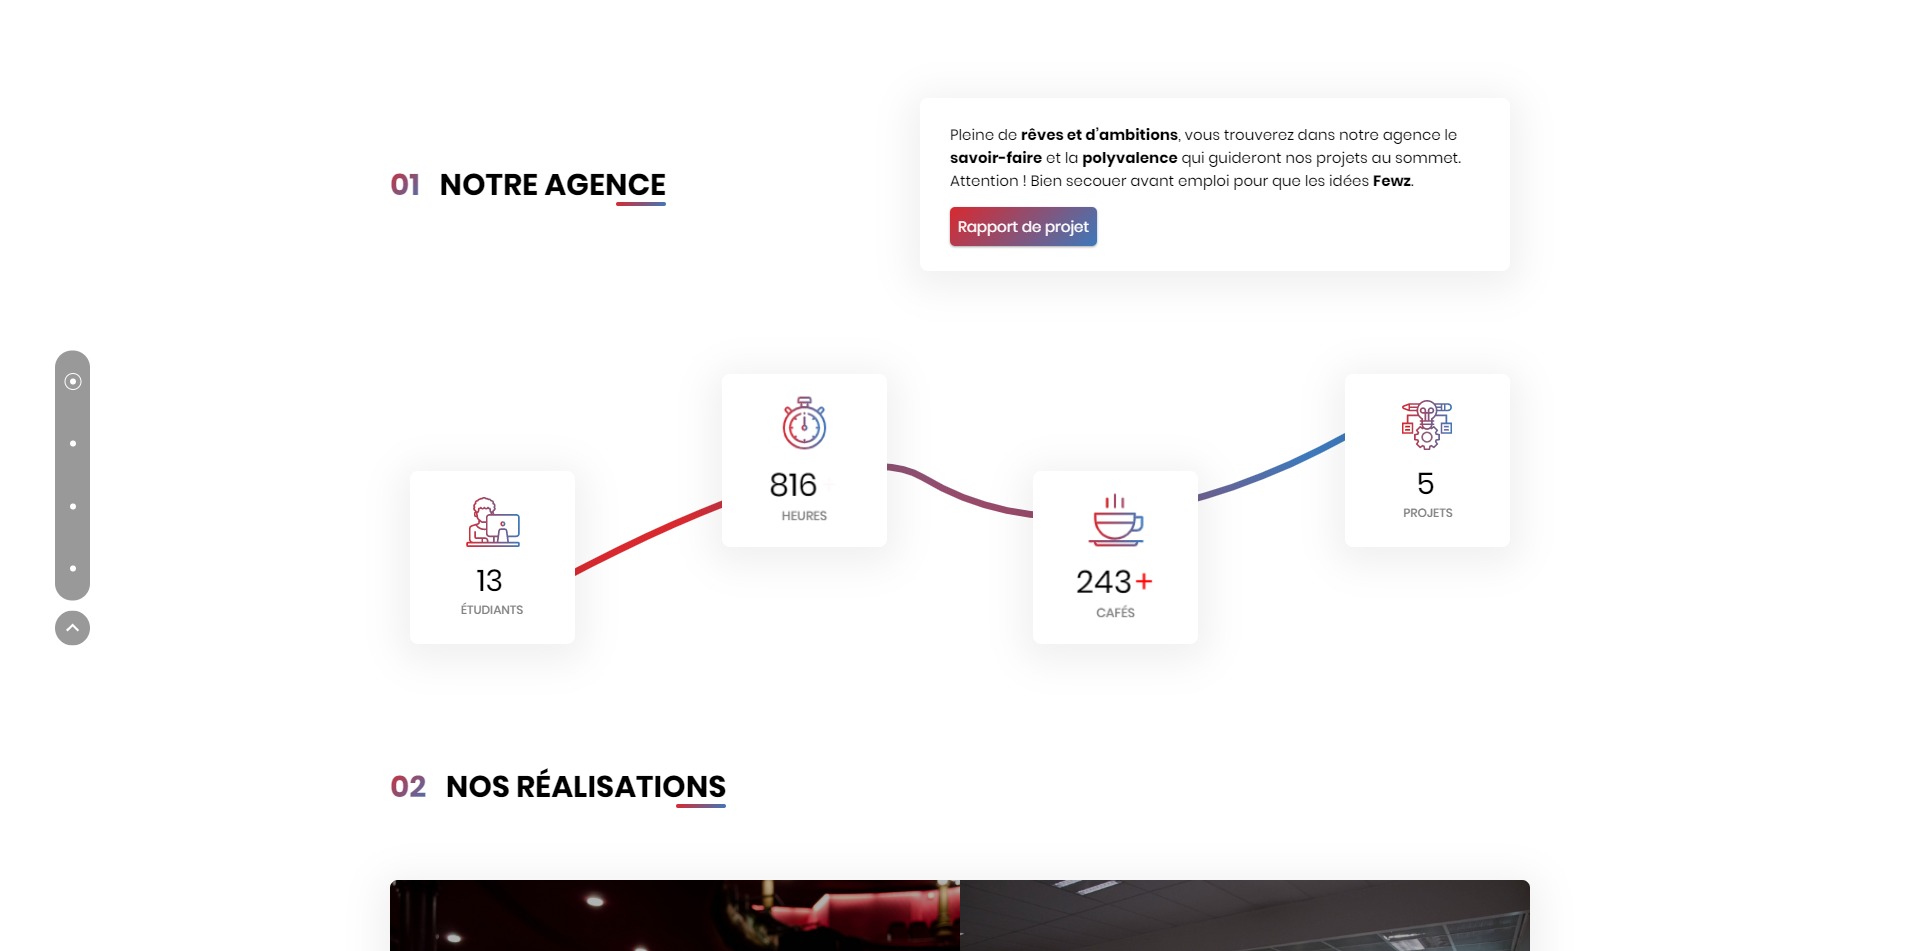 Pleine de rêves et d'ambitions, vous trouverez dans notre agence le
savoir-faire et la polyvalence qui guideront nos projets au sommet.
Attention ! Bien secouer avant emploi pour que les idées Fewz.
01 NOTRE AGENCE
Rapport de projet
816
HEURES
5
PROJETS
13
ÉTUDIANTS
243+
CAFÉS
02 NOS RÉALISATIONS